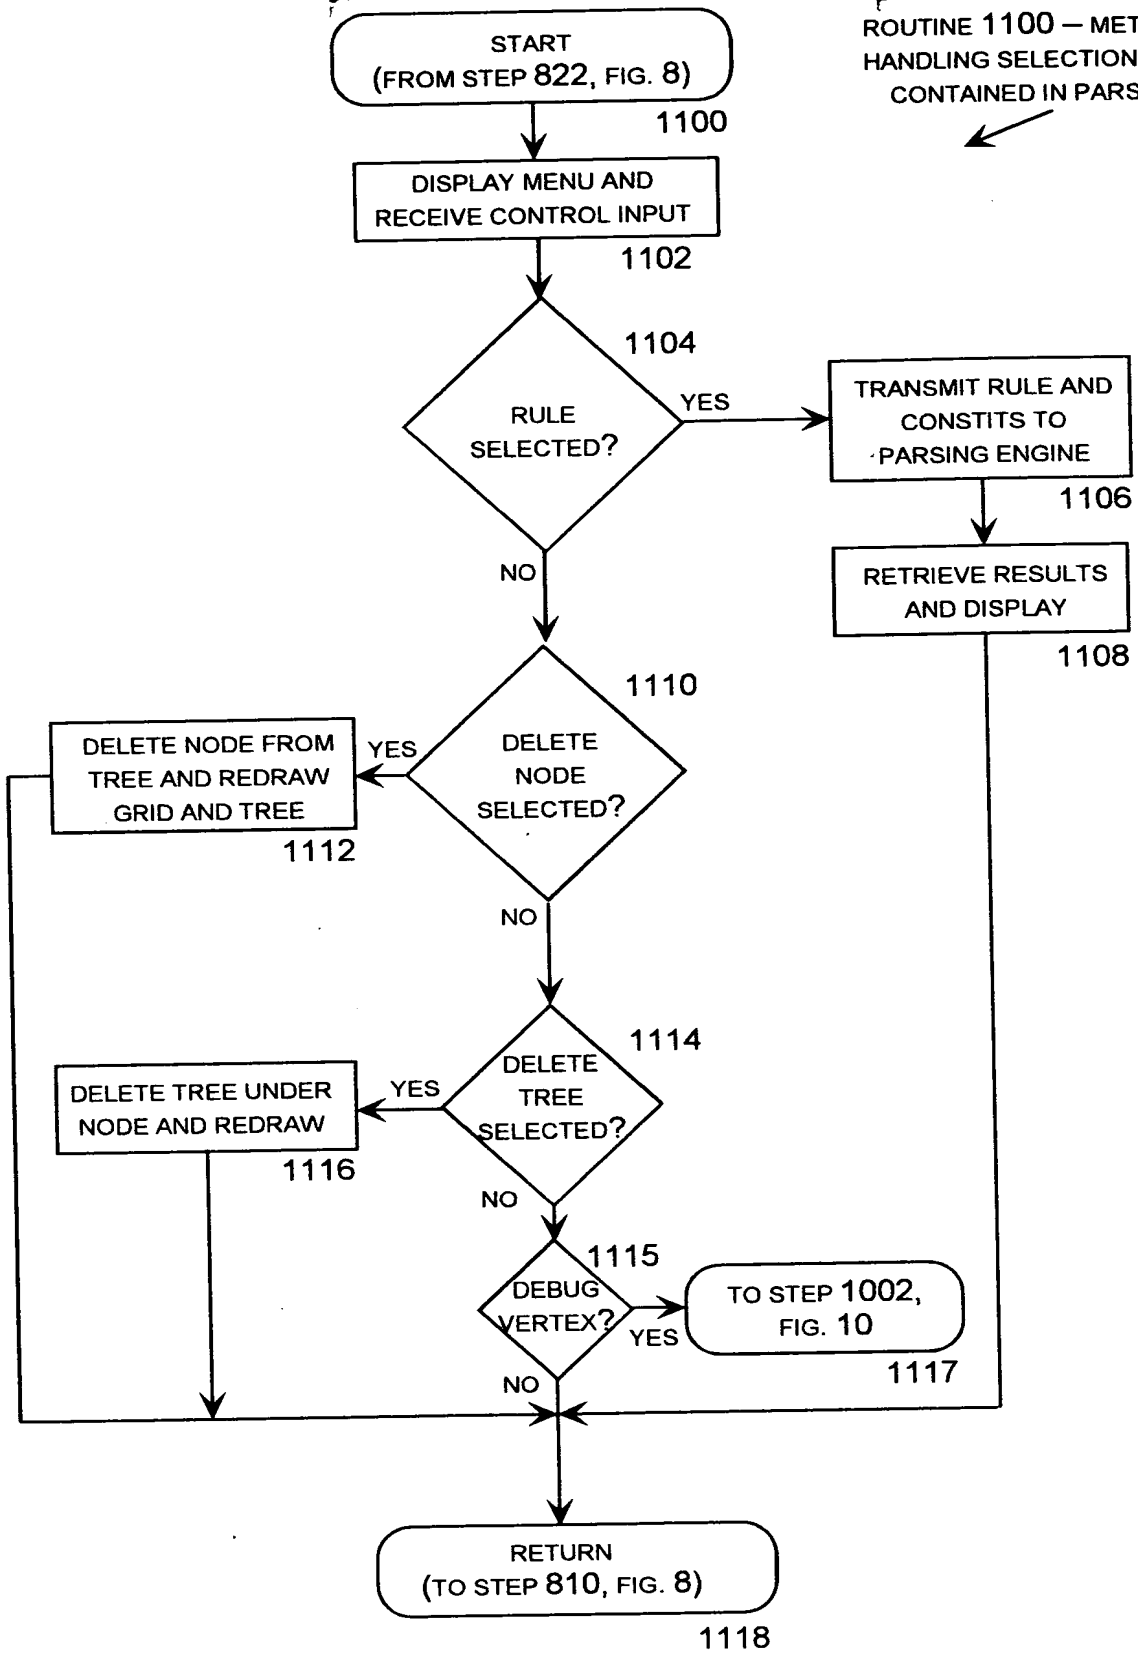 START
(FROM STEP 822, FIG. 8)
1100
ROUTINE 1100 — MET
HANDLING SELECTION
CONTAINED IN PARS
DISPLAY MENU AND
RECEIVE CONTROL INPUT
1102
1104
RULE
SELECTED?
YES
NO
TRANSMIT RULE AND
CONSTITS TO
PARSING ENGINE
1106
RETRIEVE RESULTS
AND DISPLAY
1108
1110
DELETE
NODE
SELECTED?
YES
NO
DELETE NODE FROM
TREE AND REDRAW
GRID AND TREE
1112
1114
DELETE
TREE
SELECTED?
YES
NO
DELETE TREE UNDER
NODE AND REDRAW
1116
1115
DEBUG
VERTEX?
YES
NO
TO STEP 1002,
FIG. 10
1117
RETURN
(TO STEP 810, FIG. 8)
1118